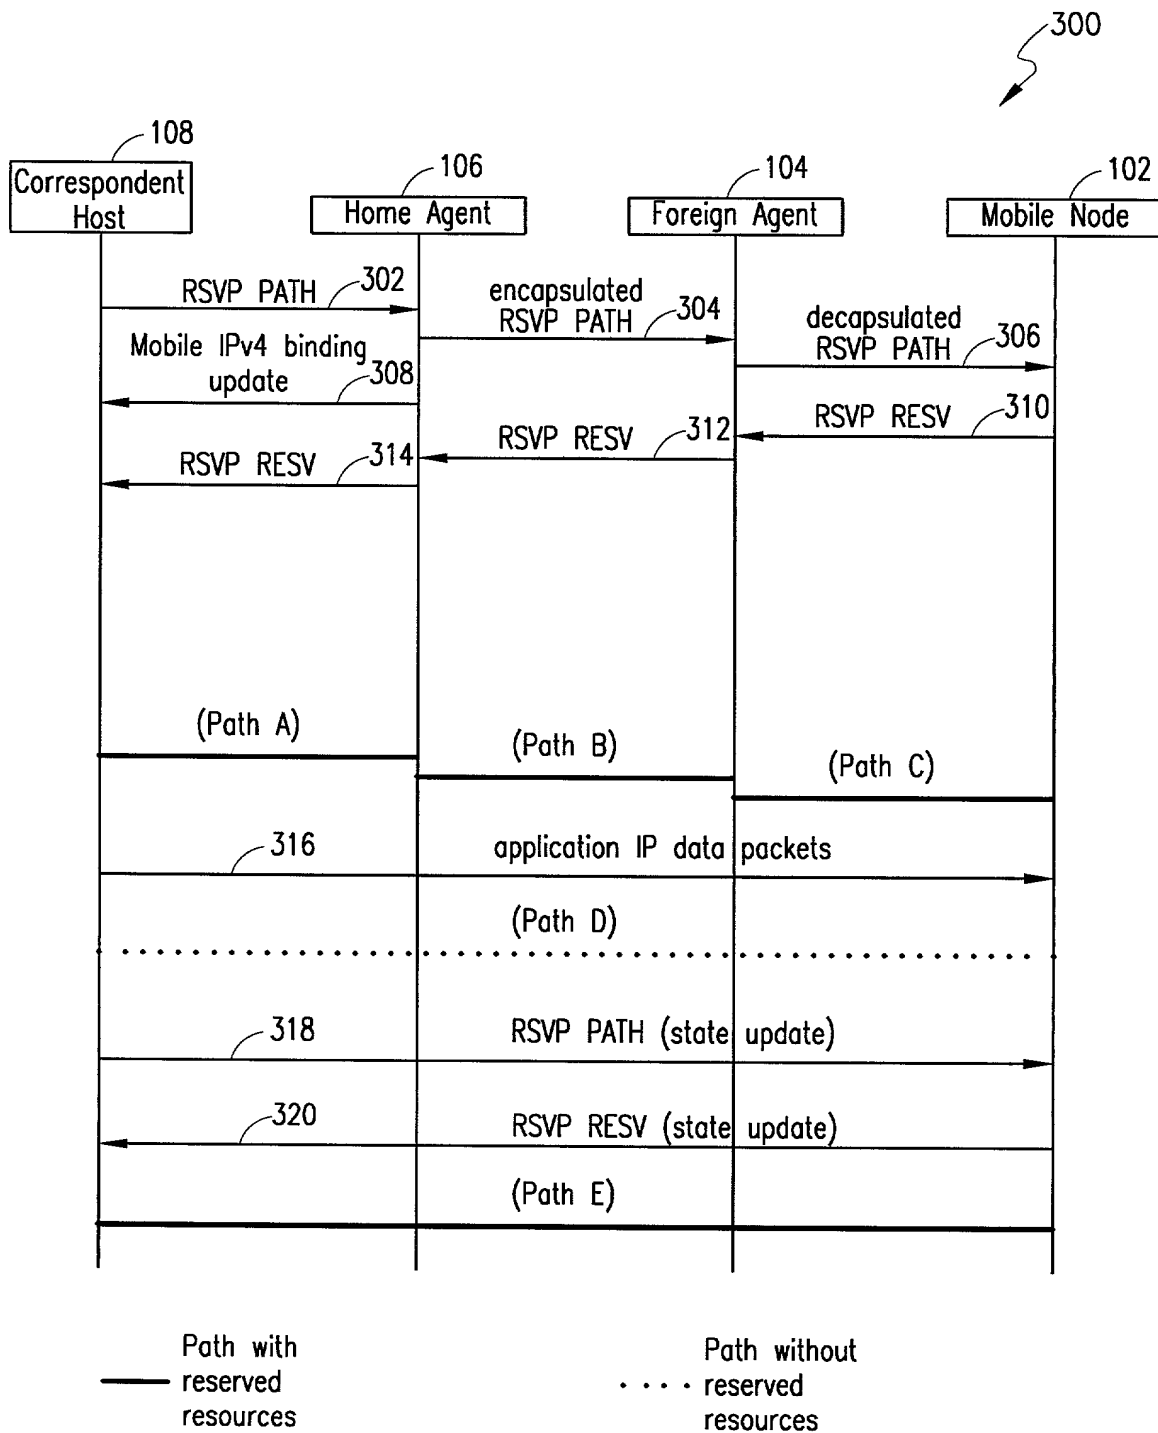 300
108
Correspondent
Host
106
Home Agent
104
Foreign Agent
102
Mobile Node
RSVP PATH
302
encapsulated
RSVP PATH
304
decapsulated
RSVP PATH
306
Mobile IPv4 binding
update
308
RSVP RESV
310
RSVP RESV
312
RSVP RESV
314
(Path A)
(Path B)
(Path C)
316
application IP data packets
(Path D)
318
RSVP PATH (state update)
320
RSVP RESV (state update)
(Path E)
Path with
reserved
resources
Path without
reserved
resources